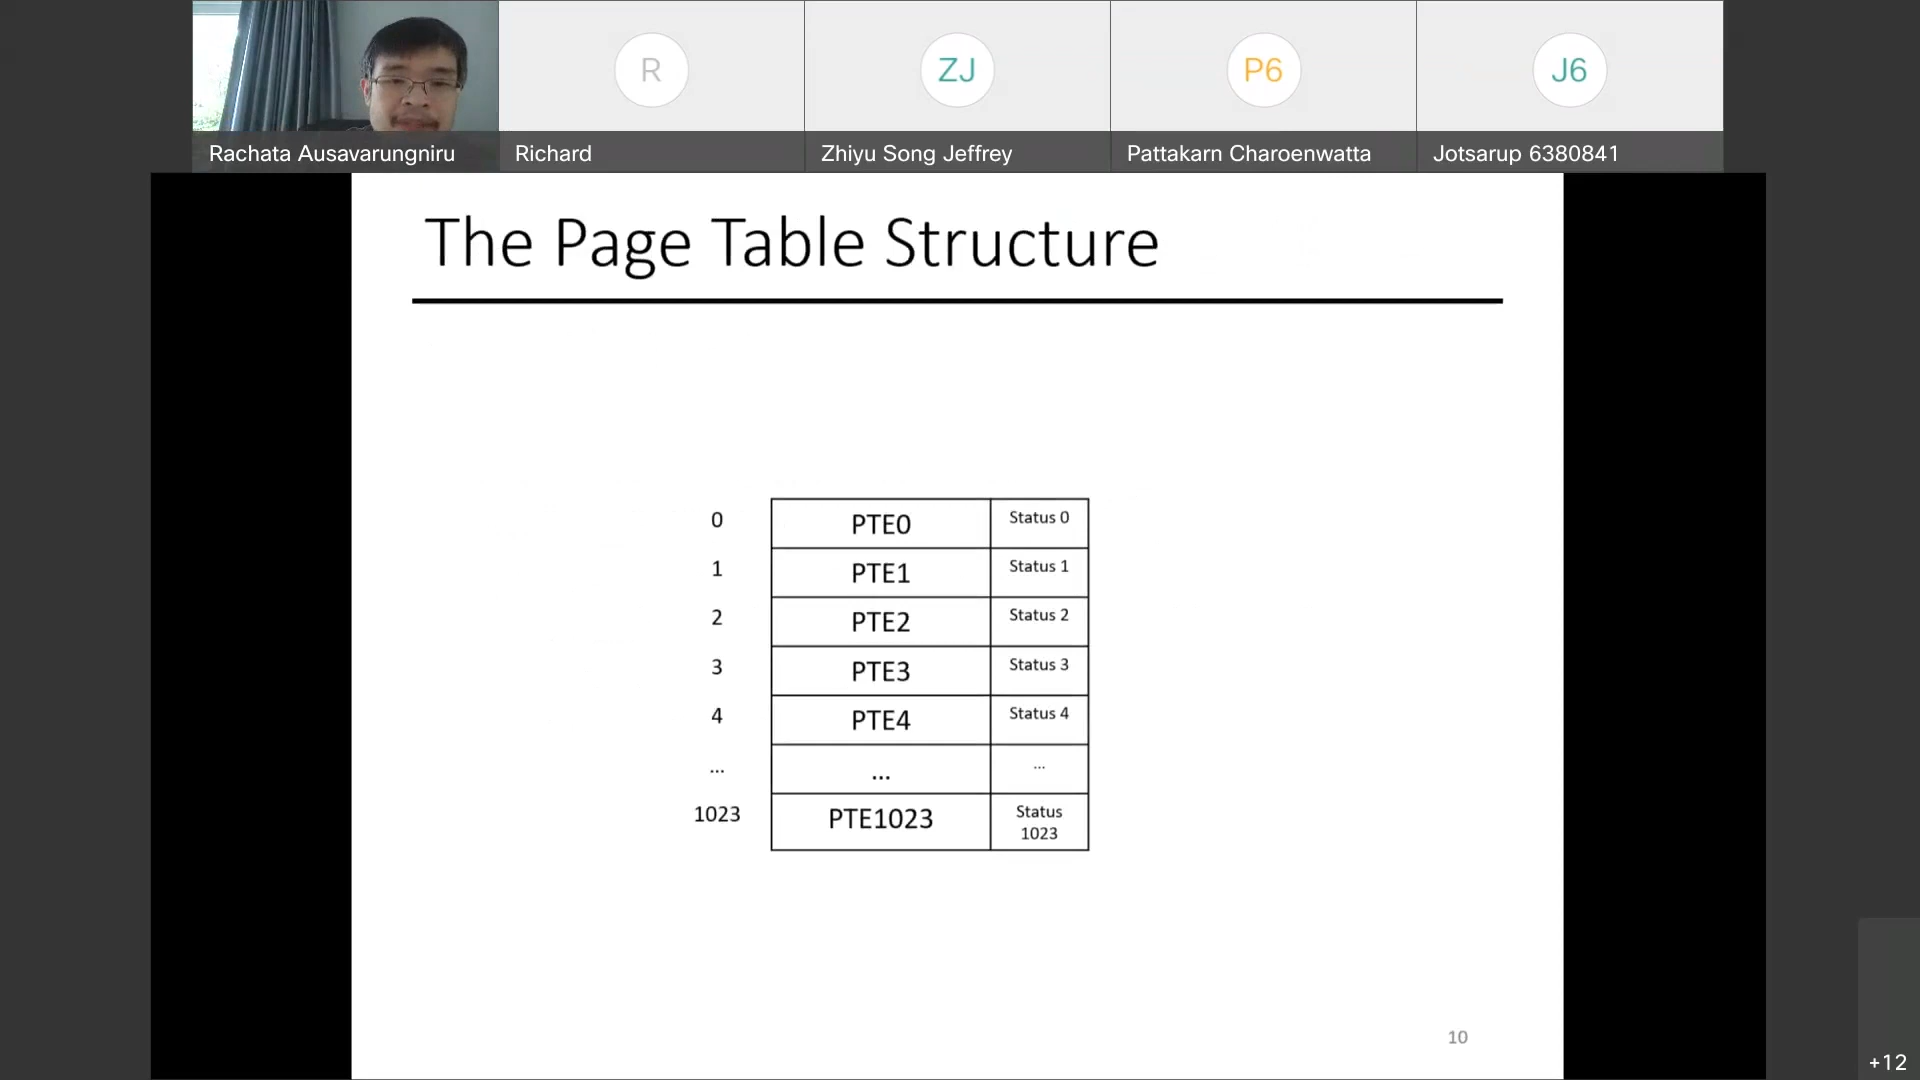 R
ZJ
P6
J6
Rachata Ausavarungniru
Richard
Zhiyu Song Jeffrey
Pattakarn Charoenwatta
Jotsarup 6380841
The Page Table Structure
0 PTE0 Status 0
1 PTE1 Status 1
2 PTE2 Status 2
3 PTE3 Status 3
4 PTE4 Status 4
... ... ...
1023 PTE1023 Status
1023
10
+12